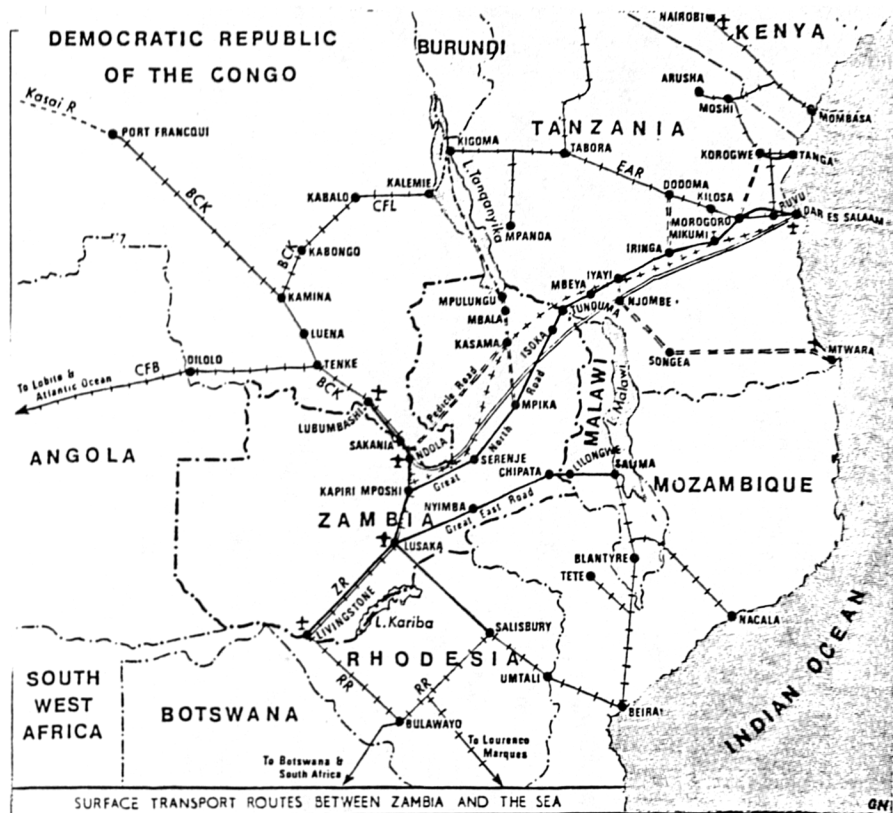 DEMOCRATIC REPUBLIC
OF THE CONGO
BURUNDI
NAIROBI
KENYA
ARUSHA
MOSHI
MOMBASA
Kasai R.
PORT FRANCQUI
TANZANIA
KIGOMA
TABORA
KOROGWE
TANGA
EAR
BCK
KABALO
KALEMIE
CFL
L. Tanganyika
DODOMA
KILOSA
RUVU
MOROGORO
DAR ES SALAAM
MIKUMI
MPANDA
IRINGA
BCK
KABONGO
IYAYI
MBEYA
KAMINA
MPULUNGU
TUNDUMA
NJOMBE
MBALA
LUENA
ISOKA
KASAMA
SONGEA
MTWARA
DILOLO
TENKE
CFB
To Lobito &
Atlantic Ocean
BCK
Pedicle Road
MALAWI
L. Malawi
LUBUMBASHI
MPIKA
SAKANIA
NDOLA
Great North Road
SERENJE
ANGOLA
CHIPATA
LILONGWE
SALIMA
KAPIRI MPOSHI
MOZAMBIQUE
NYIMBA
Great East Road
ZAMBIA
LUSAKA
BLANTYRE
TETE
ZR
LIVINGSTONE
L. Kariba
SALISBURY
NACALA
RHODESIA
SOUTH
WEST
AFRICA
RR
RR
UMTALI
BOTSWANA
BEIRA
BULAWAYO
INDIAN OCEAN
To Lourence
Marques
To Botswana &
South Africa
SURFACE TRANSPORT ROUTES BETWEEN ZAMBIA AND THE SEA